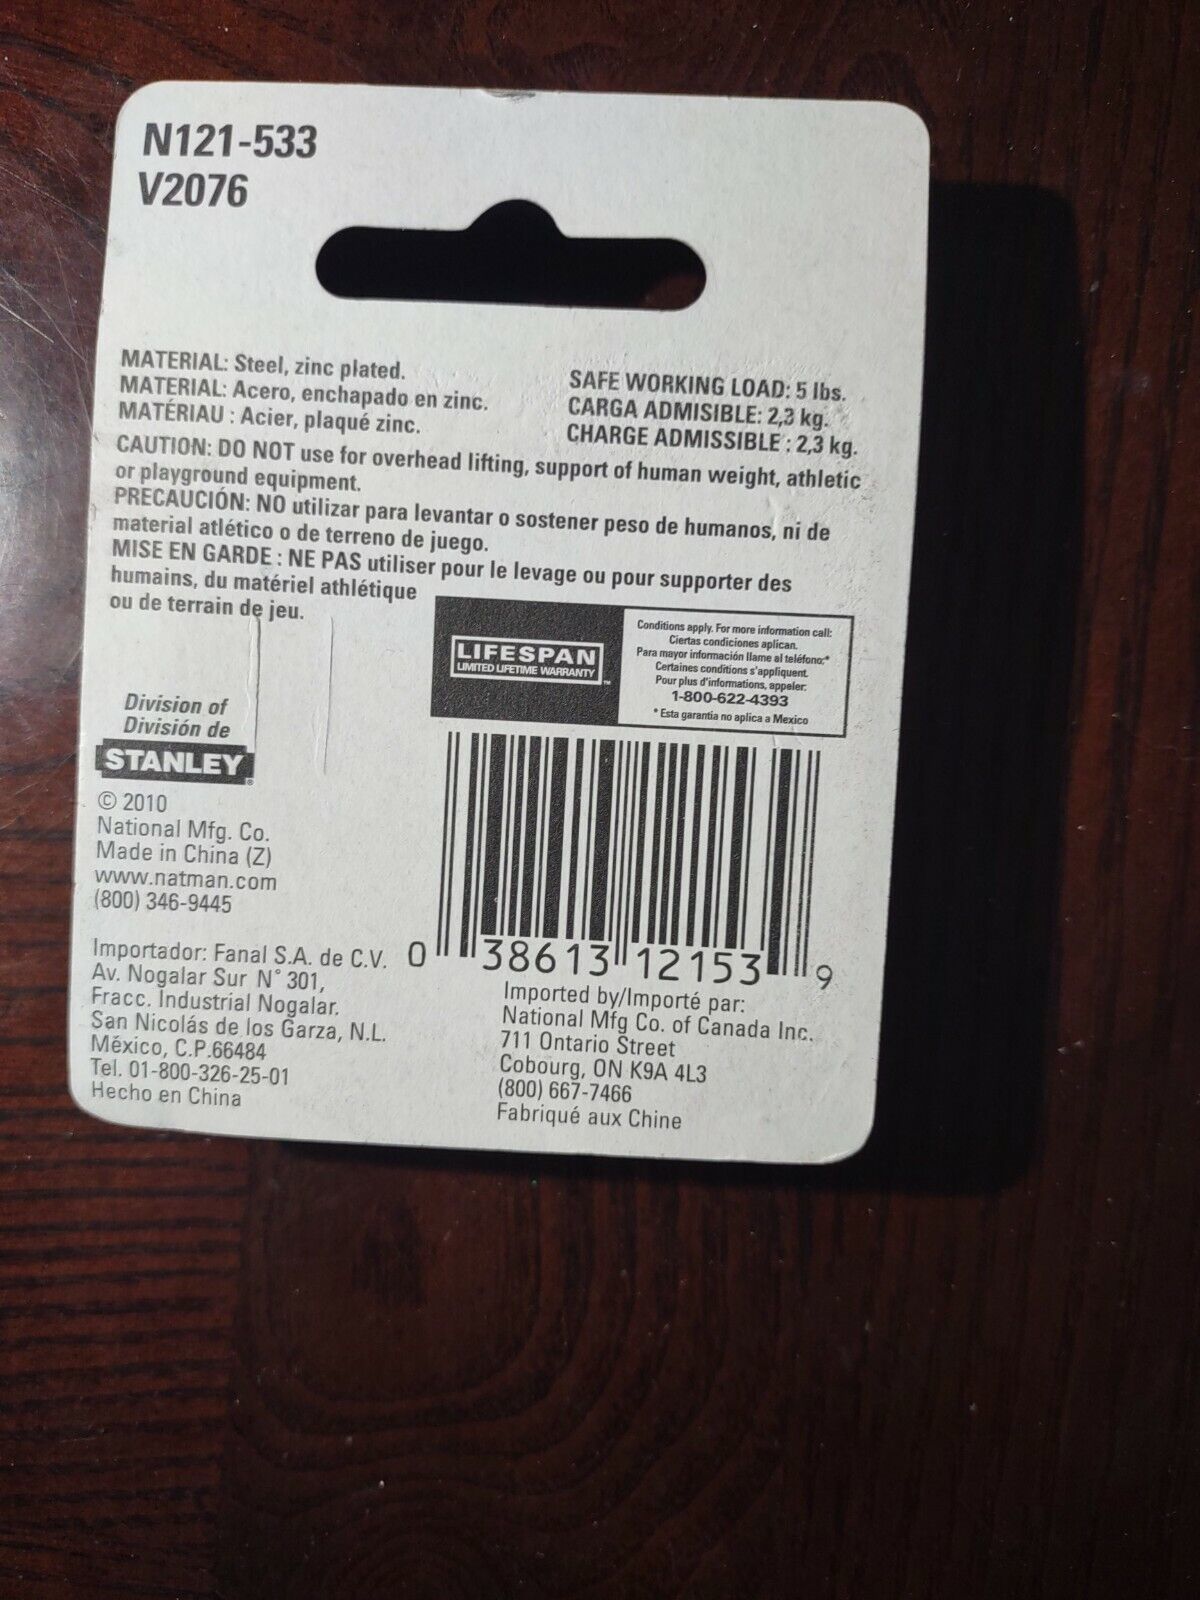 N121-533
V2076
MATERIAL: Steel, zinc plated.
MATERIAL: Acero, enchapado en zinc.
MATÉRIAU : Acier, plaqué zinc.
SAFE WORKING LOAD: 5 lbs.
CARGA ADMISIBLE: 2,3 kg.
CHARGE ADMISSIBLE : 2,3 kg.
CAUTION: DO NOT use for overhead lifting, support of human weight, athletic
or playground equipment.
PRECAUCIÓN: NO utilizar para levantar o sostener peso de humanos, ni de
material atlético o de terreno de juego.
MISE EN GARDE : NE PAS utiliser pour le levage ou pour supporter des
humains, du matériel athlétique
ou de terrain de jeu.
LIFESPAN
LIMITED LIFETIME WARRANTY
TM
Conditions apply. For more information call:
Ciertas condiciones aplican.
Para mayor información llame al teléfono:*
Certaines conditions s'appliquent.
Pour plus d'informations, appeler:
1-800-622-4393
* Esta garantia no aplica a Mexico
Division of
División de
STANLEY®
© 2010
National Mfg. Co.
Made in China (Z)
www.natman.com
(800) 346-9445
Importador: Fanal S.A. de C.V.
Av. Nogalar Sur N° 301,
Fracc. Industrial Nogalar.
San Nicolás de los Garza, N.L.
México, C.P.66484
Tel. 01-800-326-25-01
Hecho en China
0 38613 12153 9
Imported by/Importé par:
National Mfg Co. of Canada Inc.
711 Ontario Street
Cobourg, ON K9A 4L3
(800) 667-7466
Fabriqué aux Chine